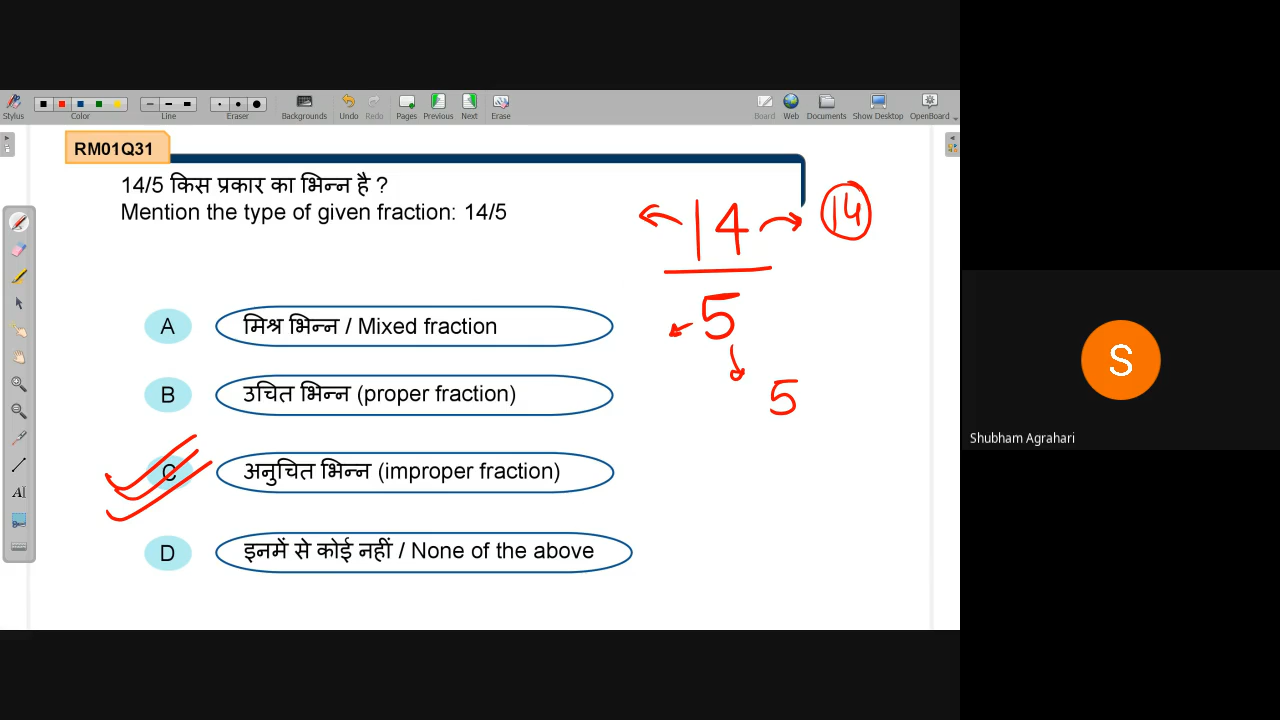 Stylus
Color
Line
Eraser
Backgrounds
Undo
Redo
Pages
Previous
Next
Erase
Board
Web
Documents
Show Desktop
OpenBoard
RM01Q31
14/5 किस प्रकार का भिन्न है ?
Mention the type of given fraction: 14/5
14
14
5
5
A मिश्र भिन्न / Mixed fraction
B उचित भिन्न (proper fraction)
C अनुचित भिन्न (improper fraction)
D इनमें से कोई नहीं / None of the above
AI
S
Shubham Agrahari